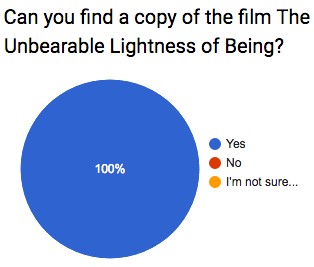 Can you find a copy of the film The
Unbearable Lightness of Being?
100%
Yes
No
I'm not sure...